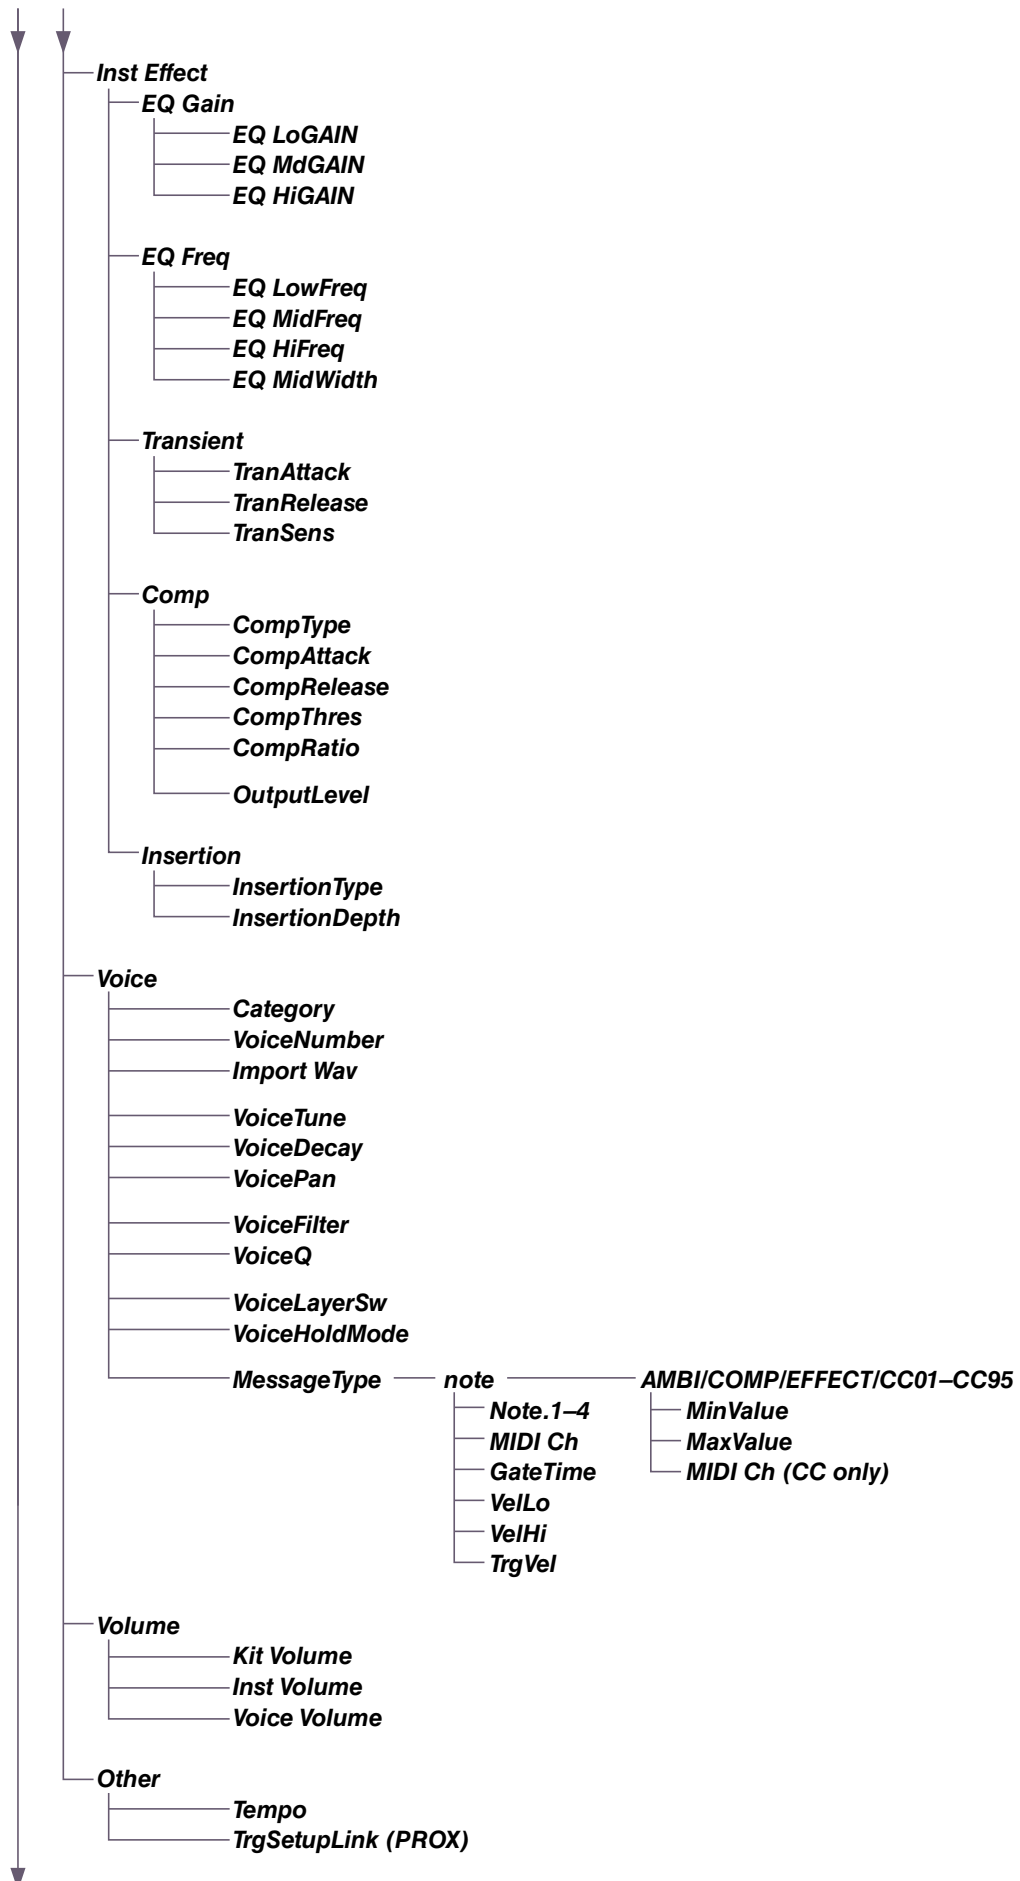 Inst Effect
EQ Gain
EQ LoGAIN
EQ MdGAIN
EQ HiGAIN
EQ Freq
EQ LowFreq
EQ MidFreq
EQ HiFreq
EQ MidWidth
Transient
TranAttack
TranRelease
TranSens
Comp
CompType
CompAttack
CompRelease
CompThres
CompRatio
OutputLevel
Insertion
InsertionType
InsertionDepth
Voice
Category
VoiceNumber
Import Wav
VoiceTune
VoiceDecay
VoicePan
VoiceFilter
VoiceQ
VoiceLayerSw
VoiceHoldMode
MessageType note AMBI/COMP/EFFECT/CC01–CC95
Note.1–4 MinValue
MIDI Ch MaxValue
GateTime MIDI Ch (CC only)
VelLo
VelHi
TrgVel
Volume
Kit Volume
Inst Volume
Voice Volume
Other
Tempo
TrgSetupLink (PROX)